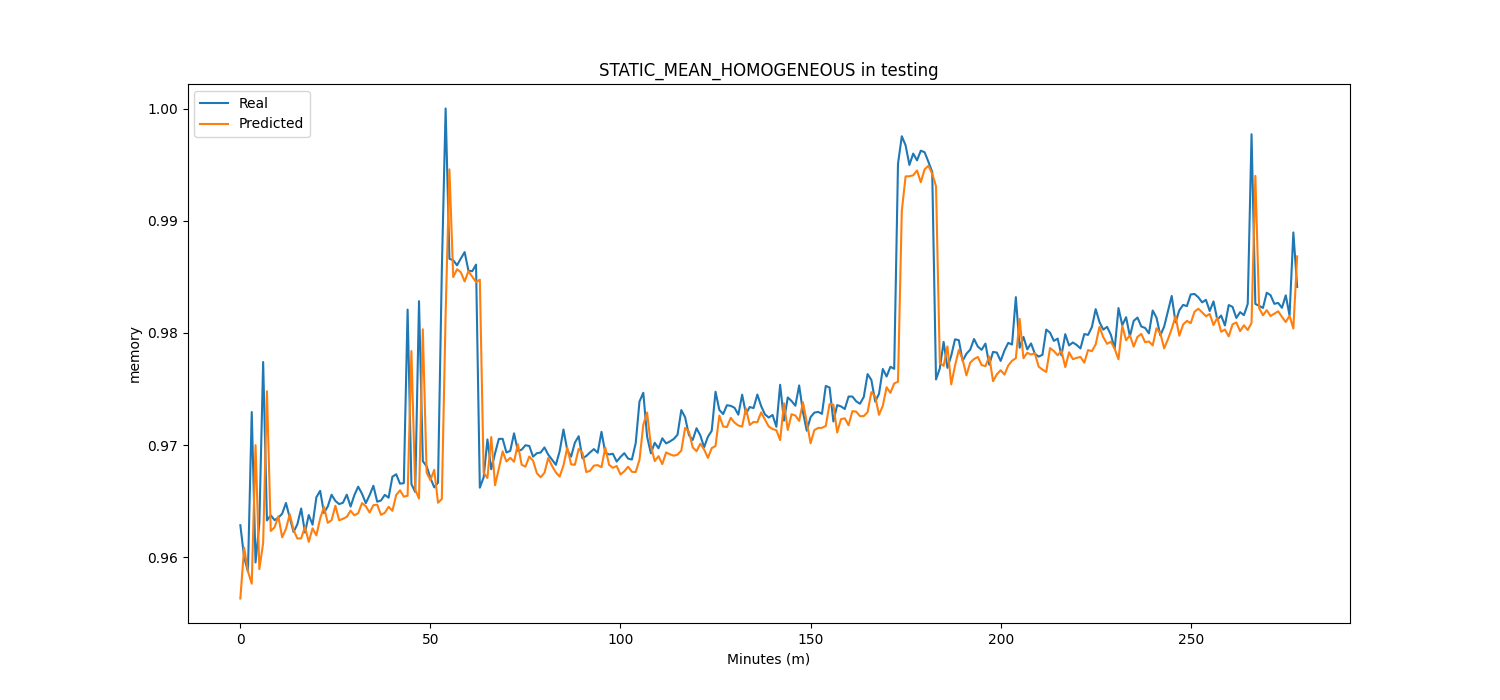 STATIC_MEAN_HOMOGENEOUS in testing
Real
Predicted
1.00
0.99
0.98
0.97
0.96
memory
0
50
100
150
200
250
Minutes (m)